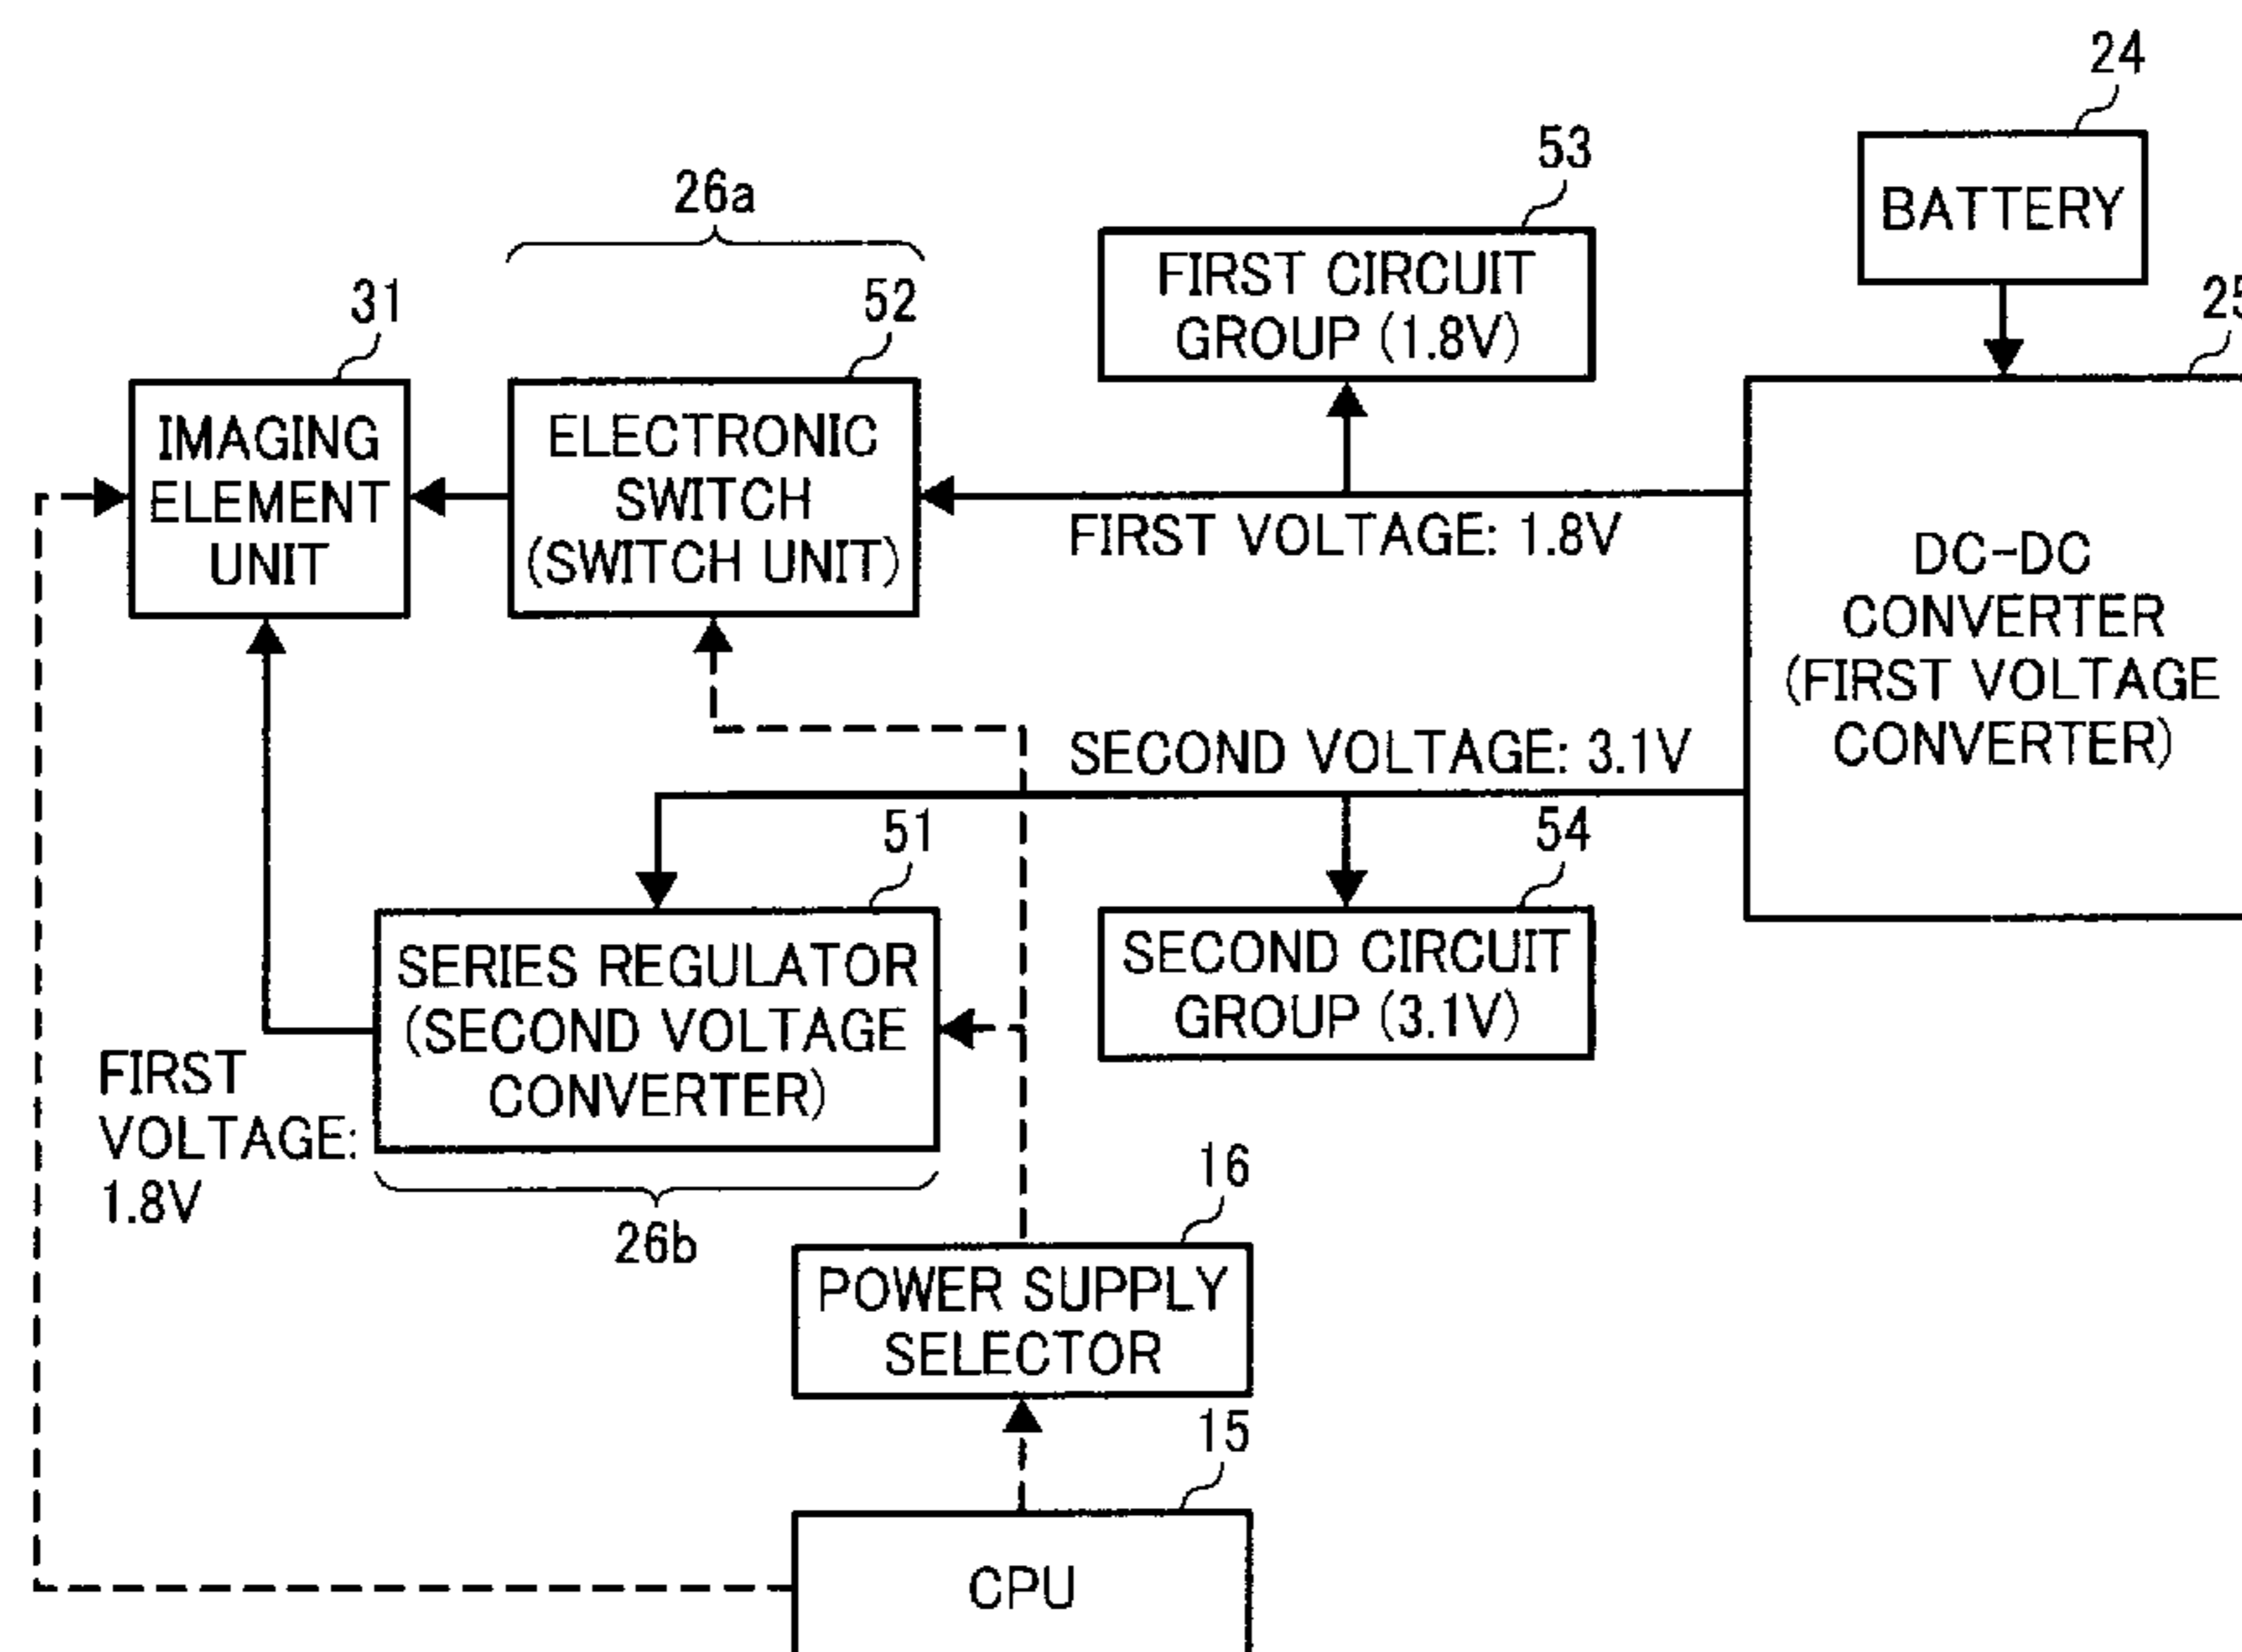 24
BATTERY
25
53
FIRST CIRCUIT
GROUP (1.8V)
26a
52
ELECTRONIC
SWITCH
(SWITCH UNIT)
31
IMAGING
ELEMENT
UNIT
FIRST VOLTAGE: 1.8V
DC-DC
CONVERTER
(FIRST VOLTAGE
CONVERTER)
SECOND VOLTAGE: 3.1V
51
SERIES REGULATOR
(SECOND VOLTAGE
CONVERTER)
26b
54
SECOND CIRCUIT
GROUP (3.1V)
FIRST
VOLTAGE:
1.8V
16
POWER SUPPLY
SELECTOR
15
CPU